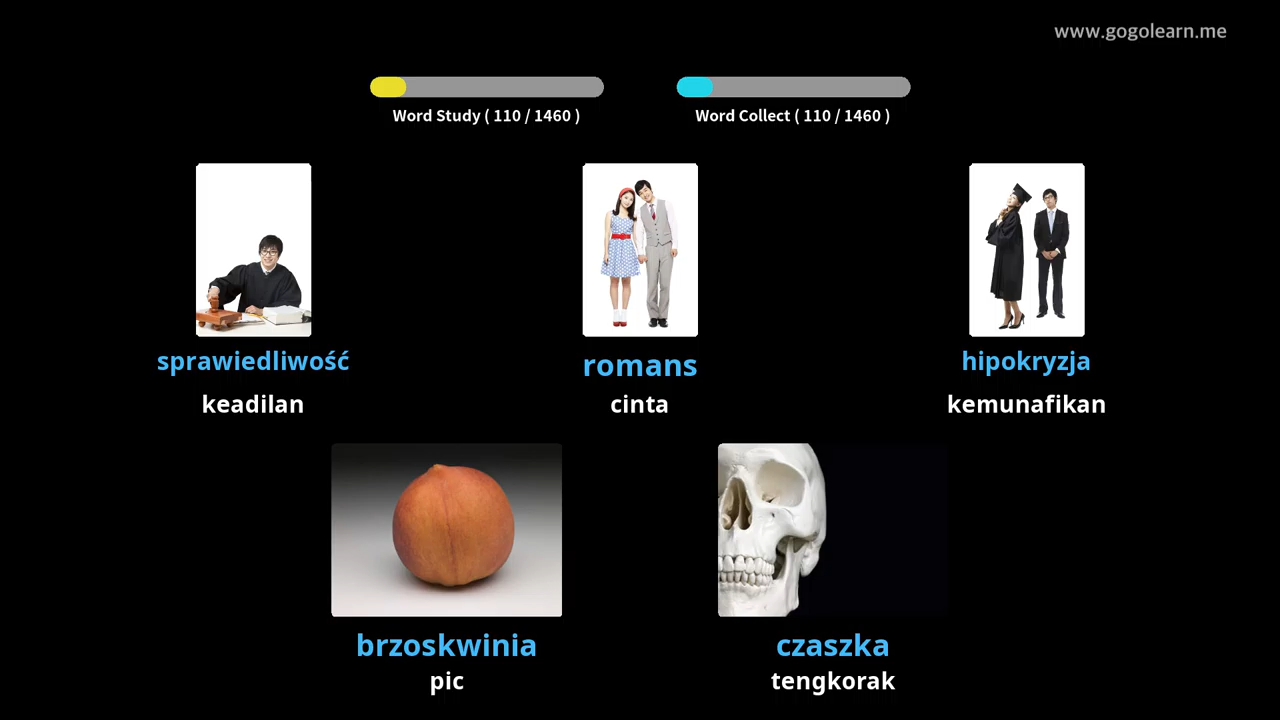 www.gogolearn.me
Word Study ( 110 / 1460 )
Word Collect ( 110 / 1460 )
sprawiedliwość
keadilan
romans
cinta
hipokryzja
kemunafikan
brzoskwinia
pic
czaszka
tengkorak